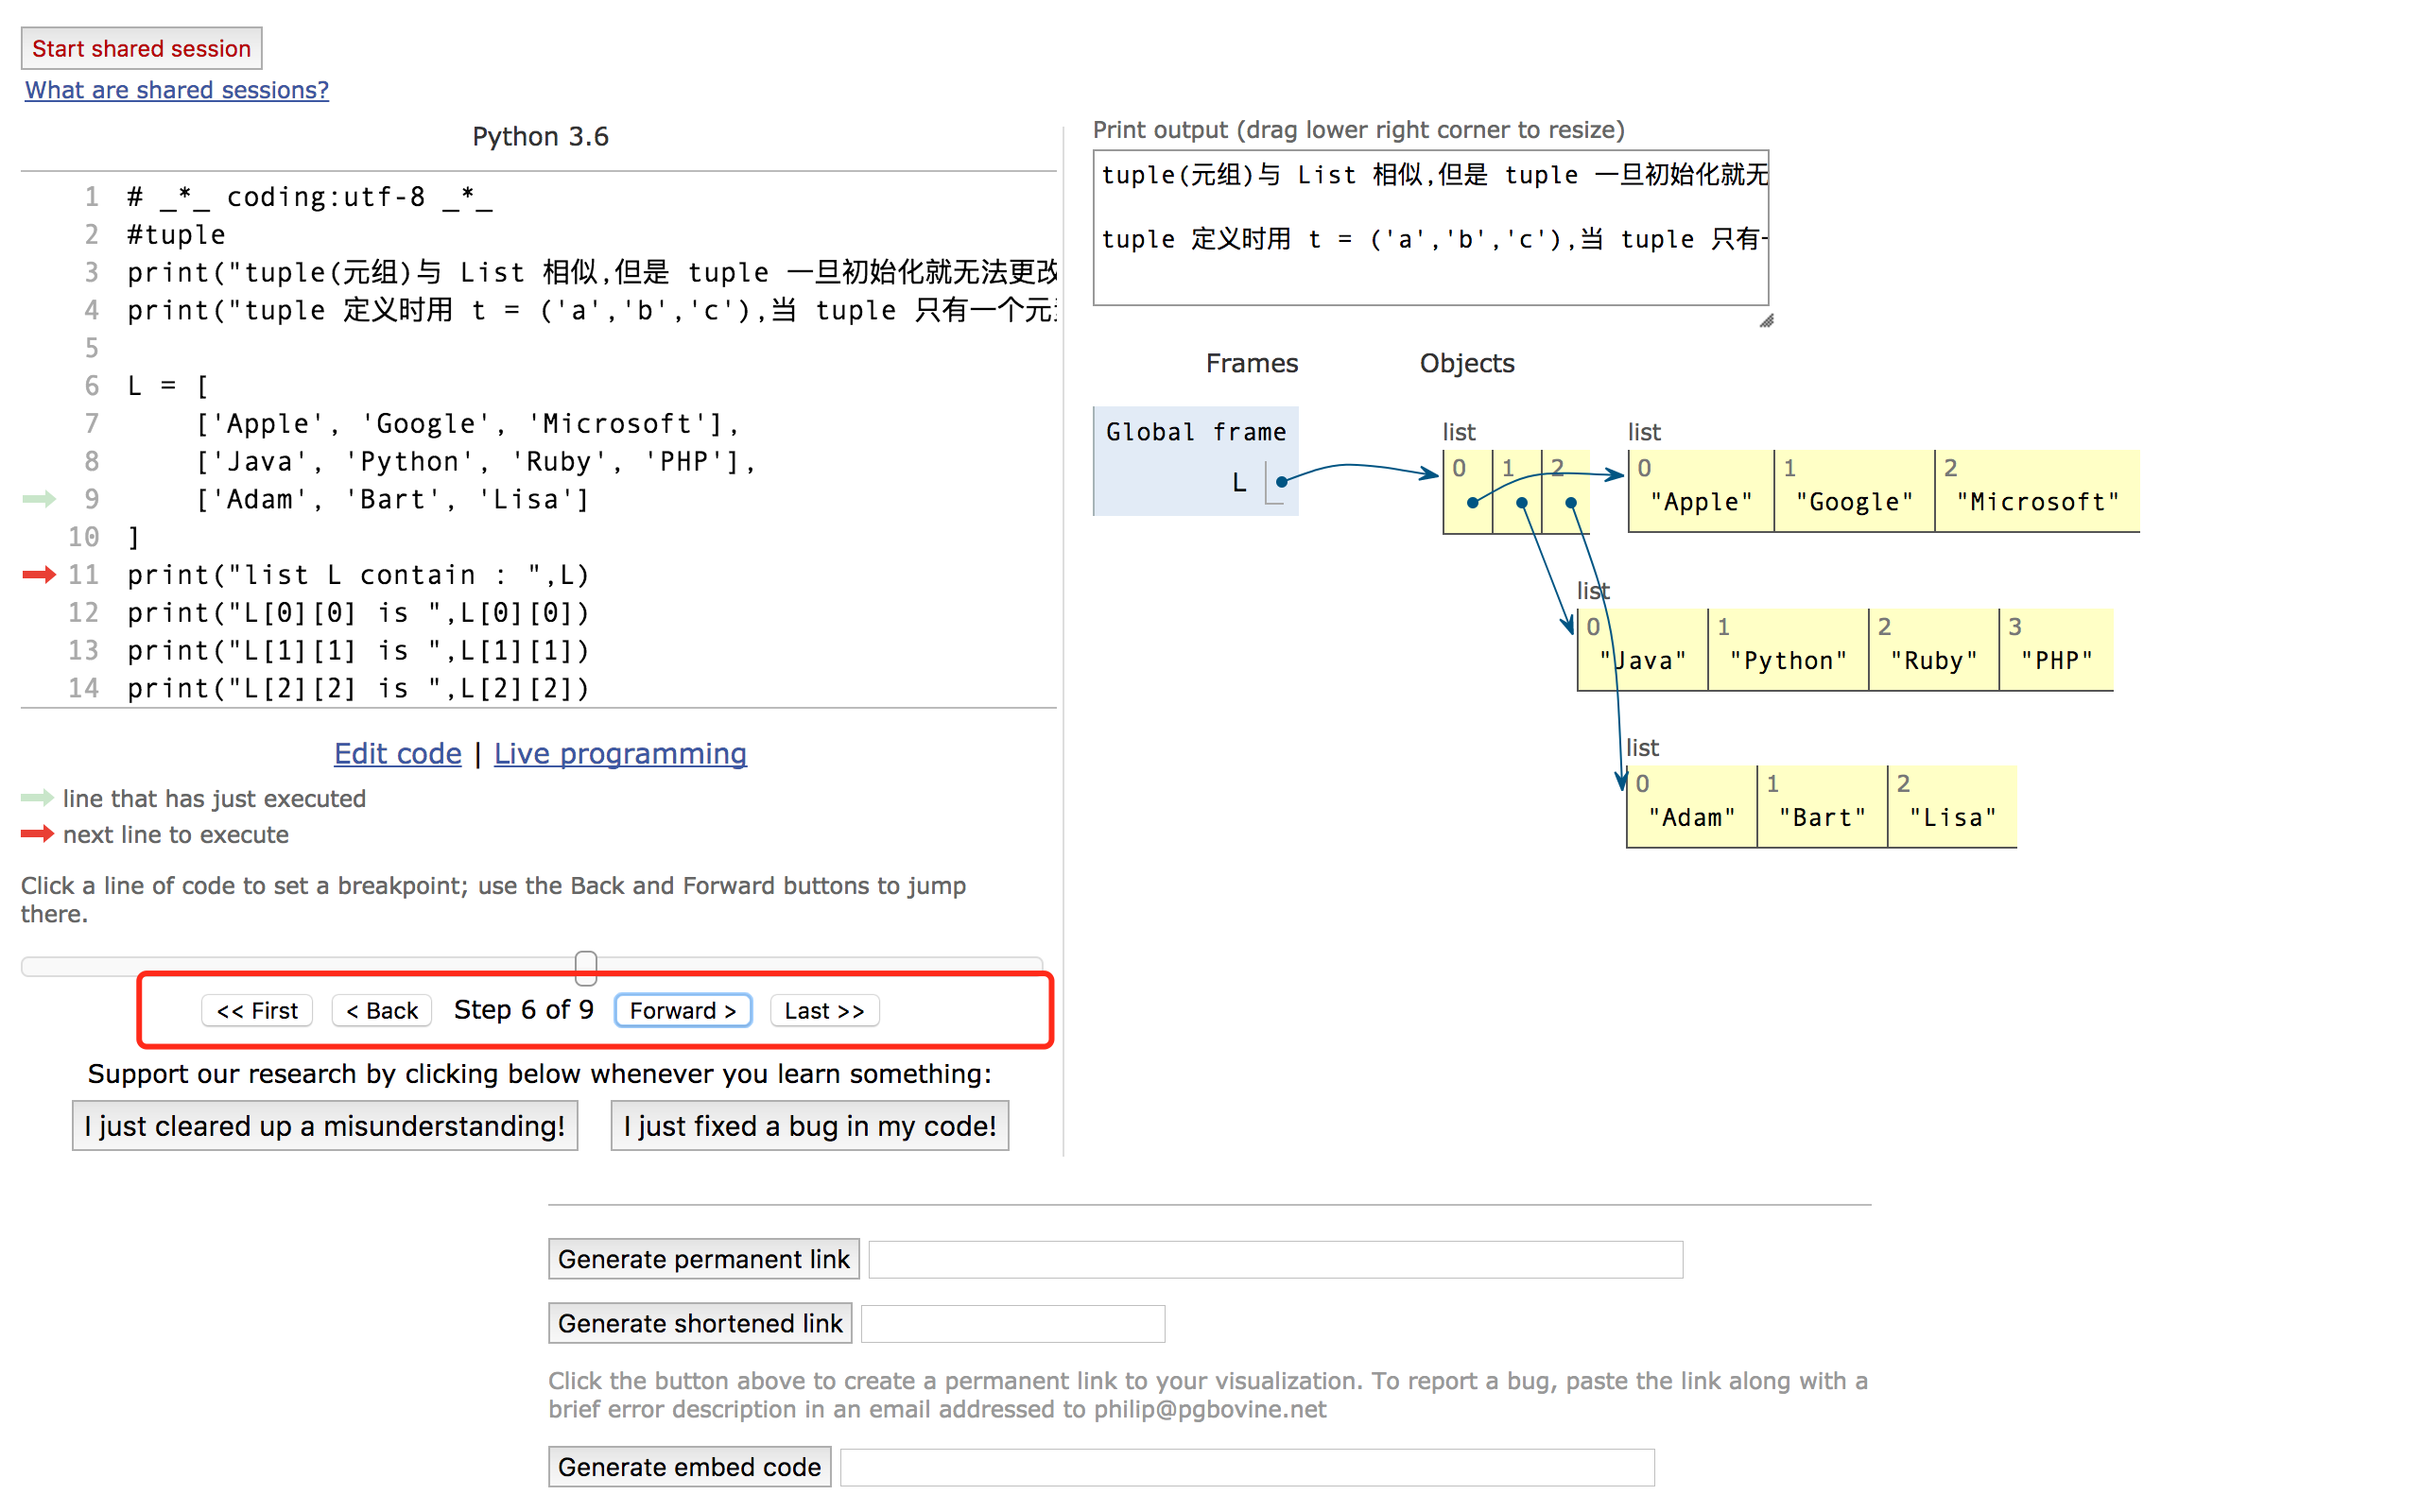 Start shared session
What are shared sessions?
Python 3.6
1 # _*_ coding:utf-8 _*_
2 #tuple
3 print("tuple(元组)与 List 相似,但是 tuple 一旦初始化就无法更改
4 print("tuple 定义时用 t = ('a','b','c'),当 tuple 只有一个元
5
6 L = [
7 ['Apple', 'Google', 'Microsoft'],
8 ['Java', 'Python', 'Ruby', 'PHP'],
9 ['Adam', 'Bart', 'Lisa']
10 ]
11 print("list L contain : ",L)
12 print("L[0][0] is ",L[0][0])
13 print("L[1][1] is ",L[1][1])
14 print("L[2][2] is ",L[2][2])
Edit code | Live programming
line that has just executed
next line to execute
Click a line of code to set a breakpoint; use the Back and Forward buttons to jump
there.
<< First < Back Step 6 of 9 Forward > Last >>
Support our research by clicking below whenever you learn something:
I just cleared up a misunderstanding! I just fixed a bug in my code!
Print output (drag lower right corner to resize)
tuple(元组)与 List 相似,但是 tuple 一旦初始化就无
tuple 定义时用 t = ('a','b','c'),当 tuple 只有
Frames Objects
Global frame
L
list
0 1 2
list
0 1 2
"Apple" "Google" "Microsoft"
list
0 1 2 3
"Java" "Python" "Ruby" "PHP"
list
0 1 2
"Adam" "Bart" "Lisa"
Generate permanent link
Generate shortened link
Click the button above to create a permanent link to your visualization. To report a bug, paste the link along with a
brief error description in an email addressed to philip@pgbovine.net
Generate embed code